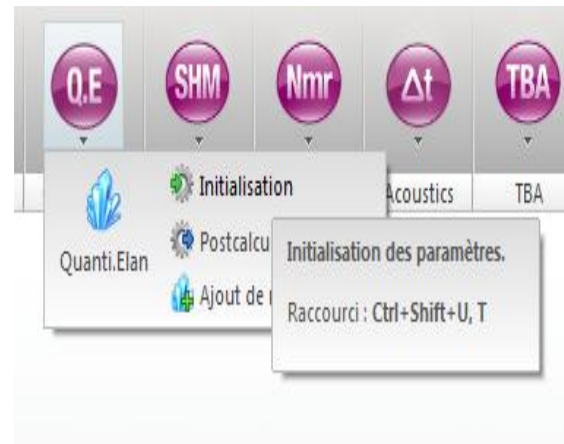 Q.E SHM Nmr Δt TBA
Acoustics TBA
Quanti.Elan
Initialisation
Postcalcu
Ajout de
Initialisation des paramètres.
Raccourci : Ctrl+Shift+U, T